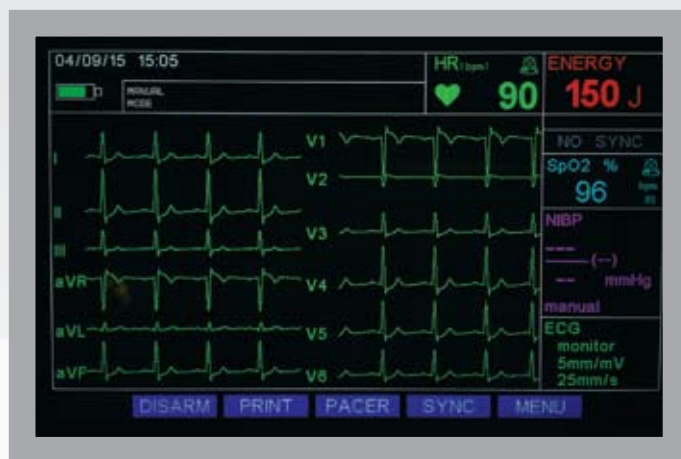 04/09/15 15:05
HR (bpm)
90
ENERGY
150 J
MANUAL
MODE
NO SYNC
SpO2 %
96
bpm
NIBP
---
(--)
-- mmHg
manual
ECG
monitor
5mm/mV
25mm/s
I
II
III
aVR
aVL
aVF
V1
V2
V3
V4
V5
V6
DISARM PRINT PACER SYNC MENU